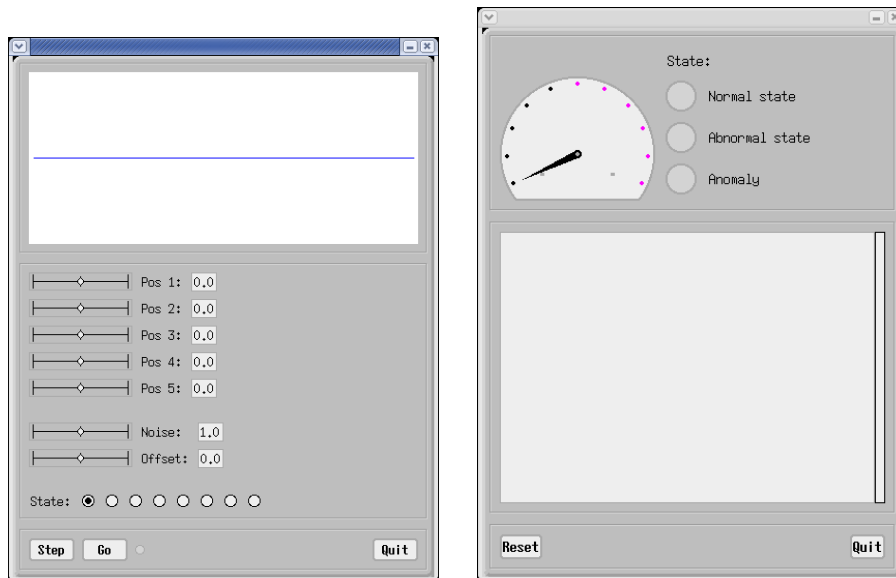 Pos 1: 0.0
Pos 2: 0.0
Pos 3: 0.0
Pos 4: 0.0
Pos 5: 0.0
Noise: 1.0
Offset: 0.0
State:
Step Go Quit
State:
Normal state
Abnormal state
Anomaly
Reset Quit